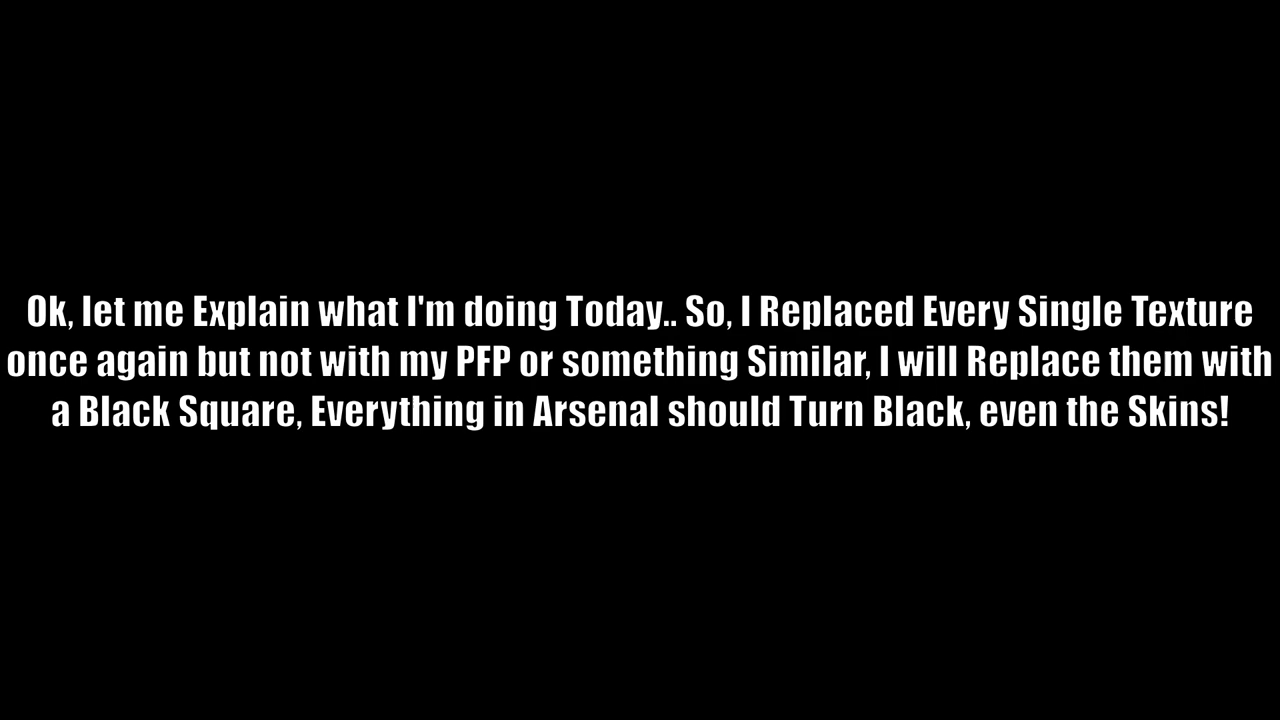 Ok, let me Explain what I'm doing Today.. So, I Replaced Every Single Texture
once again but not with my PFP or something Similar, I will Replace them with
a Black Square, Everything in Arsenal should Turn Black, even the Skins!